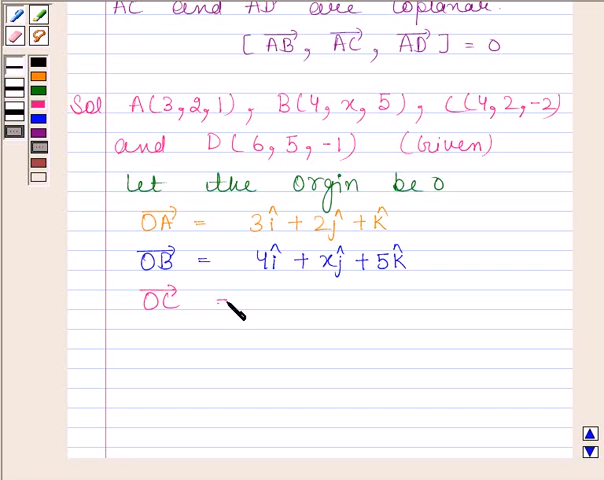 AC and AD are coplanar.
[ AB⃗, AC⃗, AD⃗ ] = 0
Sol A(3,2,1), B(4, x, 5), C(4, 2, -2)
and D(6, 5, -1) (Given)
Let the Orgin be O
OA⃗ = 3î + 2ĵ + k̂
OB⃗ = 4î + xĵ + 5k̂
OC⃗ =